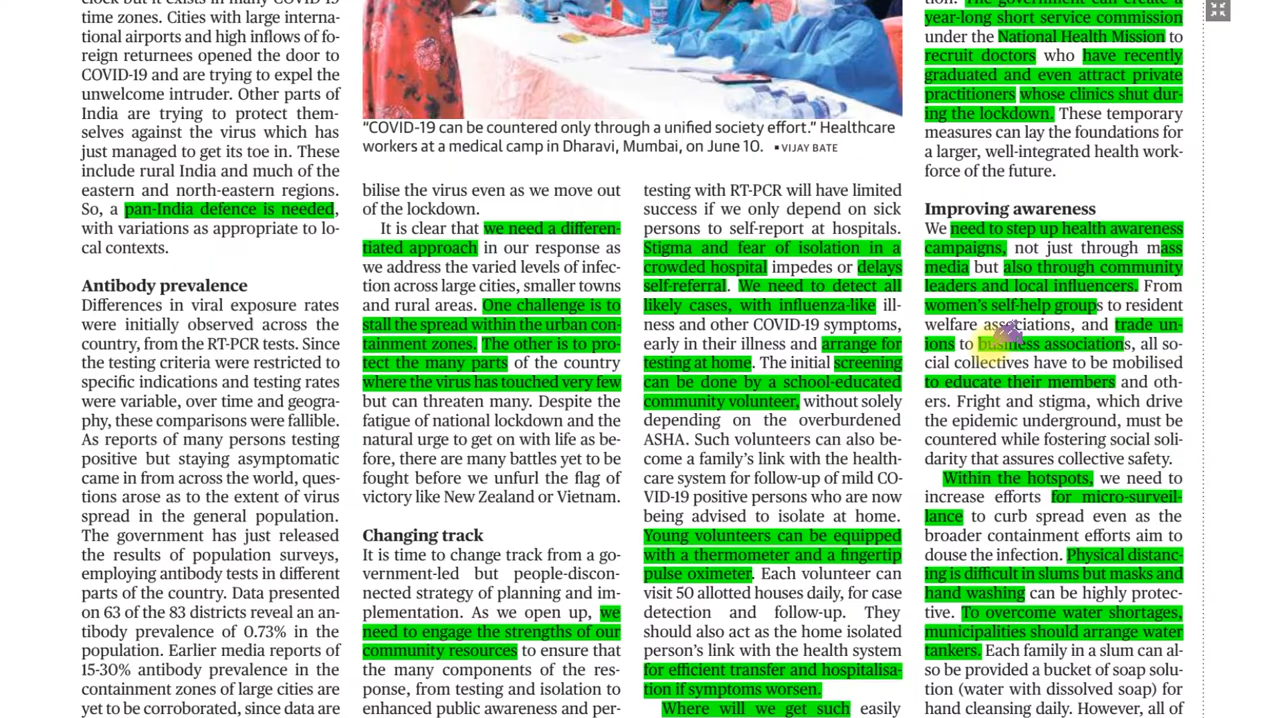 clock but it exists in many COVID-19
time zones. Cities with large interna-
tional airports and high inflows of fo-
reign returnees opened the door to
COVID-19 and are trying to expel the
unwelcome intruder. Other parts of
India are trying to protect them-
selves against the virus which has
just managed to get its toe in. These
include rural India and much of the
eastern and north-eastern regions.
So, a pan-India defence is needed,
with variations as appropriate to lo-
cal contexts.
Antibody prevalence
Differences in viral exposure rates
were initially observed across the
country, from the RT-PCR tests. Since
the testing criteria were restricted to
specific indications and testing rates
were variable, over time and geogra-
phy, these comparisons were fallible.
As reports of many persons testing
positive but staying asymptomatic
came in from across the world, ques-
tions arose as to the extent of virus
spread in the general population.
The government has just released
the results of population surveys,
employing antibody tests in different
parts of the country. Data presented
on 63 of the 83 districts reveal an an-
tibody prevalence of 0.73% in the
population. Earlier media reports of
15-30% antibody prevalence in the
containment zones of large cities are
yet to be corroborated, since data are
"COVID-19 can be countered only through a unified society effort." Healthcare
workers at a medical camp in Dharavi, Mumbai, on June 10. ▪ VIJAY BATE
bilise the virus even as we move out
of the lockdown.
It is clear that we need a differen-
tiated approach in our response as
we address the varied levels of infec-
tion across large cities, smaller towns
and rural areas. One challenge is to
stall the spread within the urban con-
tainment zones. The other is to pro-
tect the many parts of the country
where the virus has touched very few
but can threaten many. Despite the
fatigue of national lockdown and the
natural urge to get on with life as be-
fore, there are many battles yet to be
fought before we unfurl the flag of
victory like New Zealand or Vietnam.
Changing track
It is time to change track from a go-
vernment-led but people-discon-
nected strategy of planning and im-
plementation. As we open up, we
need to engage the strengths of our
community resources to ensure that
the many components of the res-
ponse, from testing and isolation to
enhanced public awareness and per-
testing with RT-PCR will have limited
success if we only depend on sick
persons to self-report at hospitals.
Stigma and fear of isolation in a
crowded hospital impedes or delays
self-referral. We need to detect all
likely cases, with influenza-like ill-
ness and other COVID-19 symptoms,
early in their illness and arrange for
testing at home. The initial screening
can be done by a school-educated
community volunteer, without solely
depending on the overburdened
ASHA. Such volunteers can also be-
come a family's link with the health-
care system for follow-up of mild CO-
VID-19 positive persons who are now
being advised to isolate at home.
Young volunteers can be equipped
with a thermometer and a fingertip
pulse oximeter. Each volunteer can
visit 50 allotted houses daily, for case
detection and follow-up. They
should also act as the home isolated
person's link with the health system
for efficient transfer and hospitalisa-
tion if symptoms worsen.
Where will we get such easily
tion. The government can create a
year-long short service commission
under the National Health Mission to
recruit doctors who have recently
graduated and even attract private
practitioners whose clinics shut dur-
ing the lockdown. These temporary
measures can lay the foundations for
a larger, well-integrated health work-
force of the future.
Improving awareness
We need to step up health awareness
campaigns, not just through mass
media but also through community
leaders and local influencers. From
women's self-help groups to resident
welfare associations, and trade un-
ions to business associations, all so-
cial collectives have to be mobilised
to educate their members and oth-
ers. Fright and stigma, which drive
the epidemic underground, must be
countered while fostering social soli-
darity that assures collective safety.
Within the hotspots, we need to
increase efforts for micro-surveil-
lance to curb spread even as the
broader containment efforts aim to
douse the infection. Physical distanc-
ing is difficult in slums but masks and
hand washing can be highly protec-
tive. To overcome water shortages,
municipalities should arrange water
tankers. Each family in a slum can al-
so be provided a bucket of soap solu-
tion (water with dissolved soap) for
hand cleansing daily. However, all of